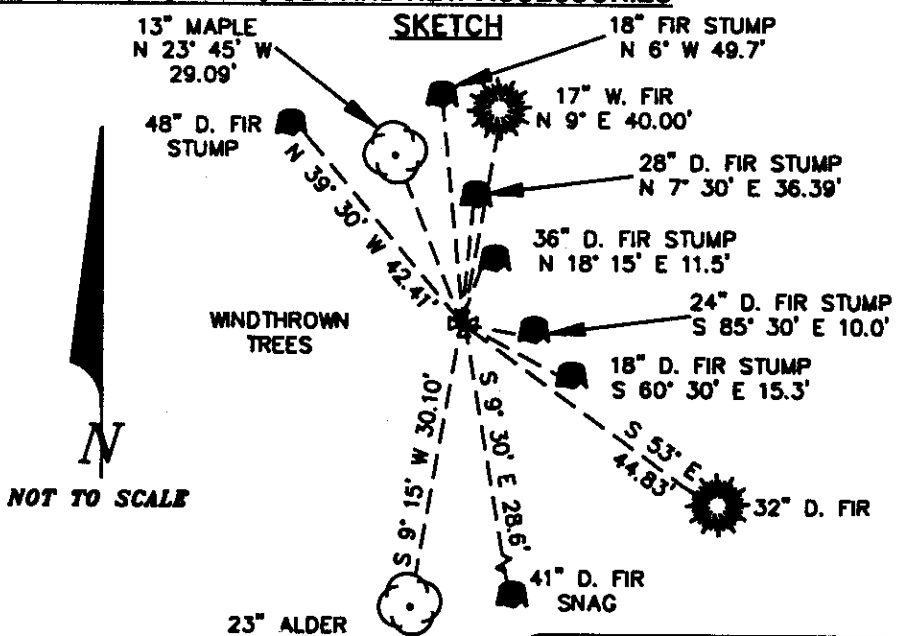 SKETCH
13" MAPLE
N 23° 45' W
29.09'
18" FIR STUMP
N 6° W 49.7'
17" W. FIR
N 9° E 40.00'
48" D. FIR
STUMP
N 39° 30' W 42.41'
28" D. FIR STUMP
N 7° 30' E 36.39'
36" D. FIR STUMP
N 18° 15' E 11.5'
24" D. FIR STUMP
S 85° 30' E 10.0'
WINDTHROWN
TREES
18" D. FIR STUMP
S 60° 30' E 15.3'
S 53° E
44.83'
32" D. FIR
S 9° 15' W 30.10'
S 9° 30' E 28.6'
N
NOT TO SCALE
41" D. FIR
SNAG
23" ALDER